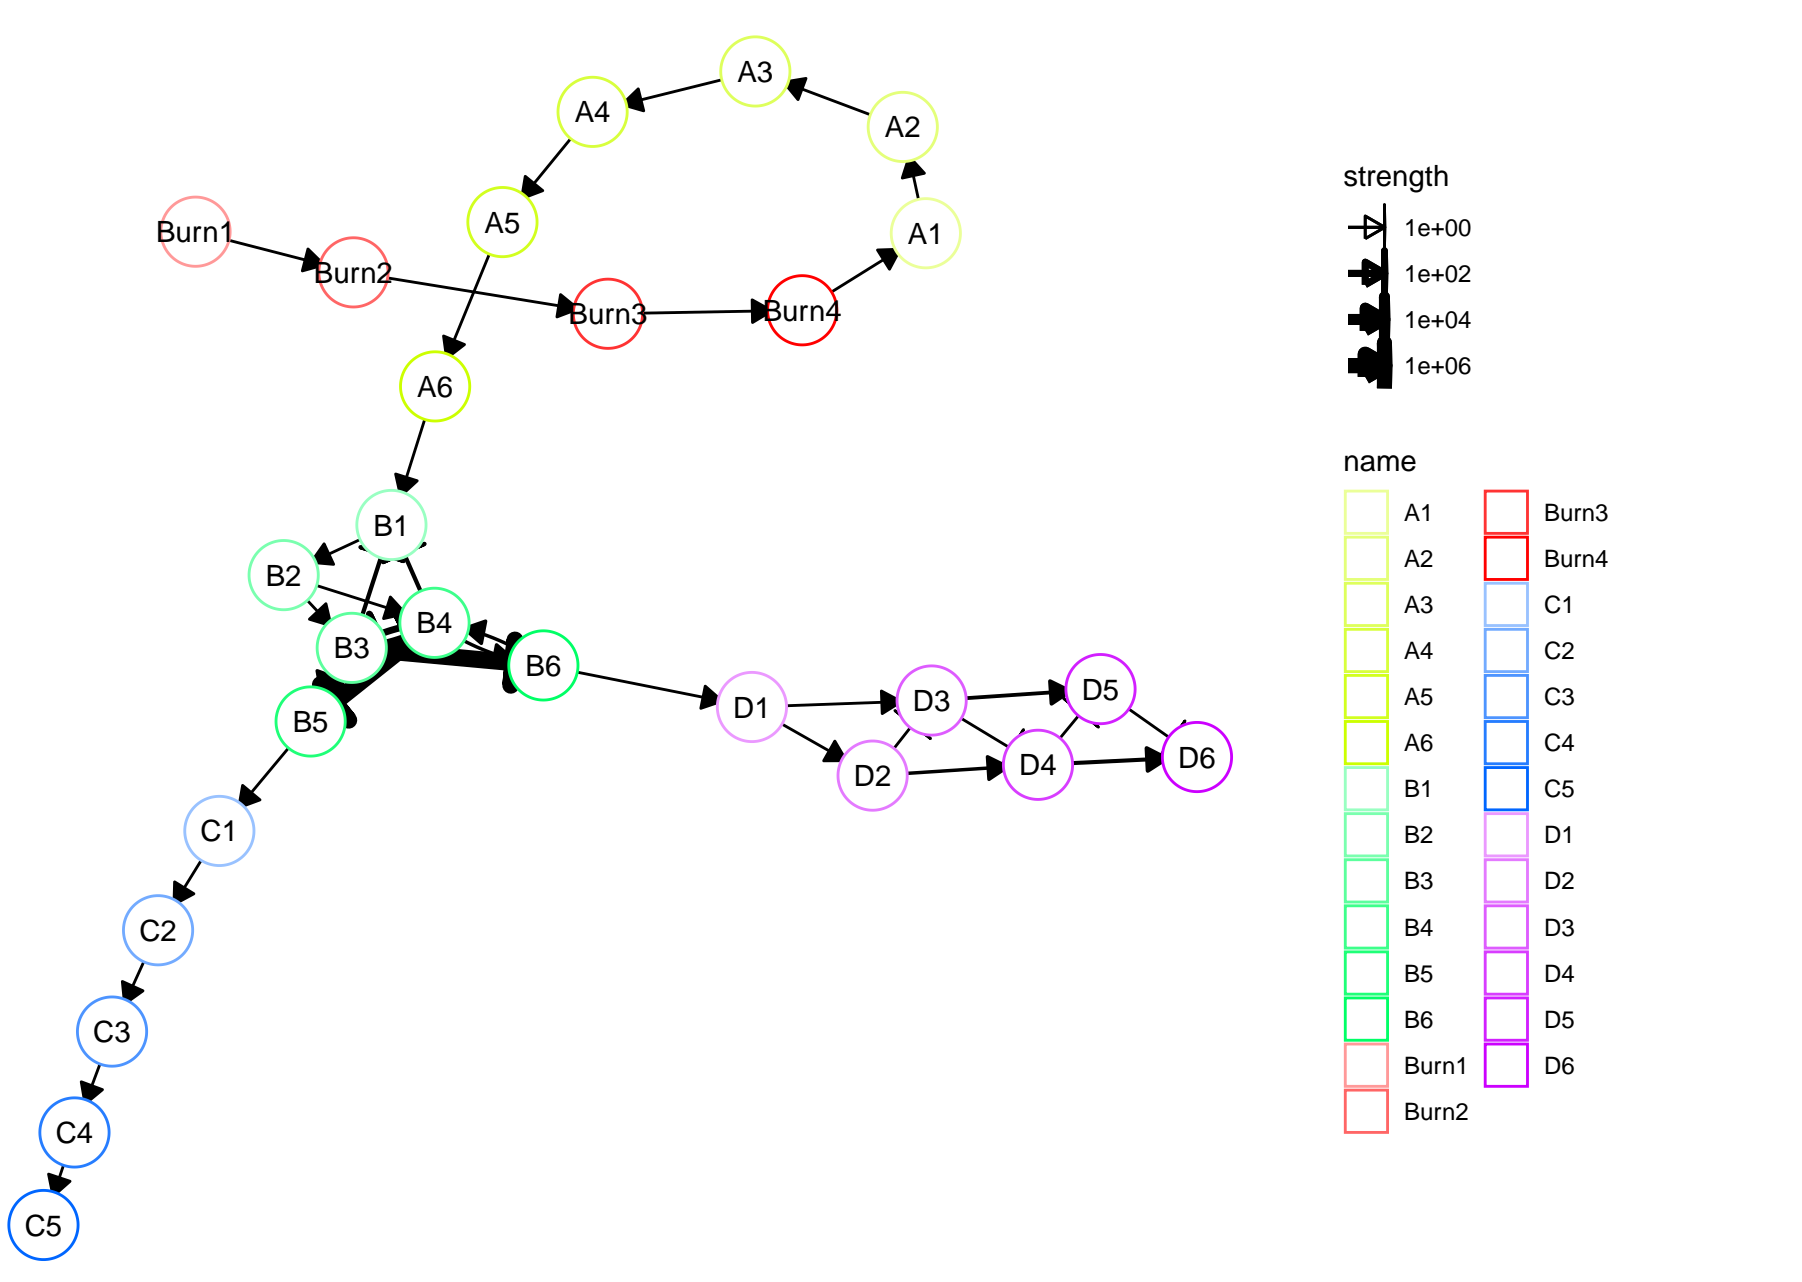 A3
A4
A2
A5
A1
Burn1
Burn2
Burn3
Burn4
A6
B1
B2
B4
B3
B6
B5
D1
D3
D5
D2
D4
D6
C1
C2
C3
C4
C5
strength
1e+00
1e+02
1e+04
1e+06
name
A1
A2
A3
A4
A5
A6
B1
B2
B3
B4
B5
B6
Burn1
Burn2
Burn3
Burn4
C1
C2
C3
C4
C5
D1
D2
D3
D4
D5
D6